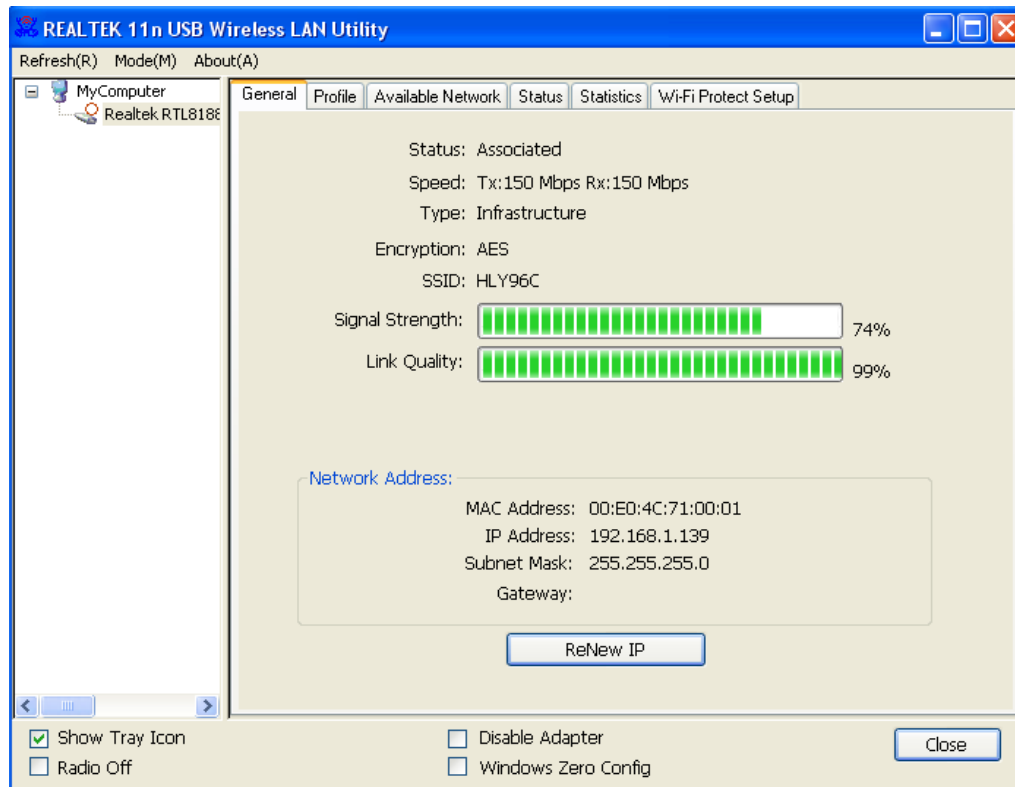 REALTEK 11n USB Wireless LAN Utility
Refresh(R) Mode(M) About(A)
MyComputer
Realtek RTL8188
General Profile Available Network Status Statistics Wi-Fi Protect Setup
Status: Associated
Speed: Tx:150 Mbps Rx:150 Mbps
Type: Infrastructure
Encryption: AES
SSID: HLY96C
Signal Strength: 74%
Link Quality: 99%
Network Address:
MAC Address: 00:E0:4C:71:00:01
IP Address: 192.168.1.139
Subnet Mask: 255.255.255.0
Gateway:
ReNew IP
Show Tray Icon Disable Adapter
Radio Off Windows Zero Config
Close